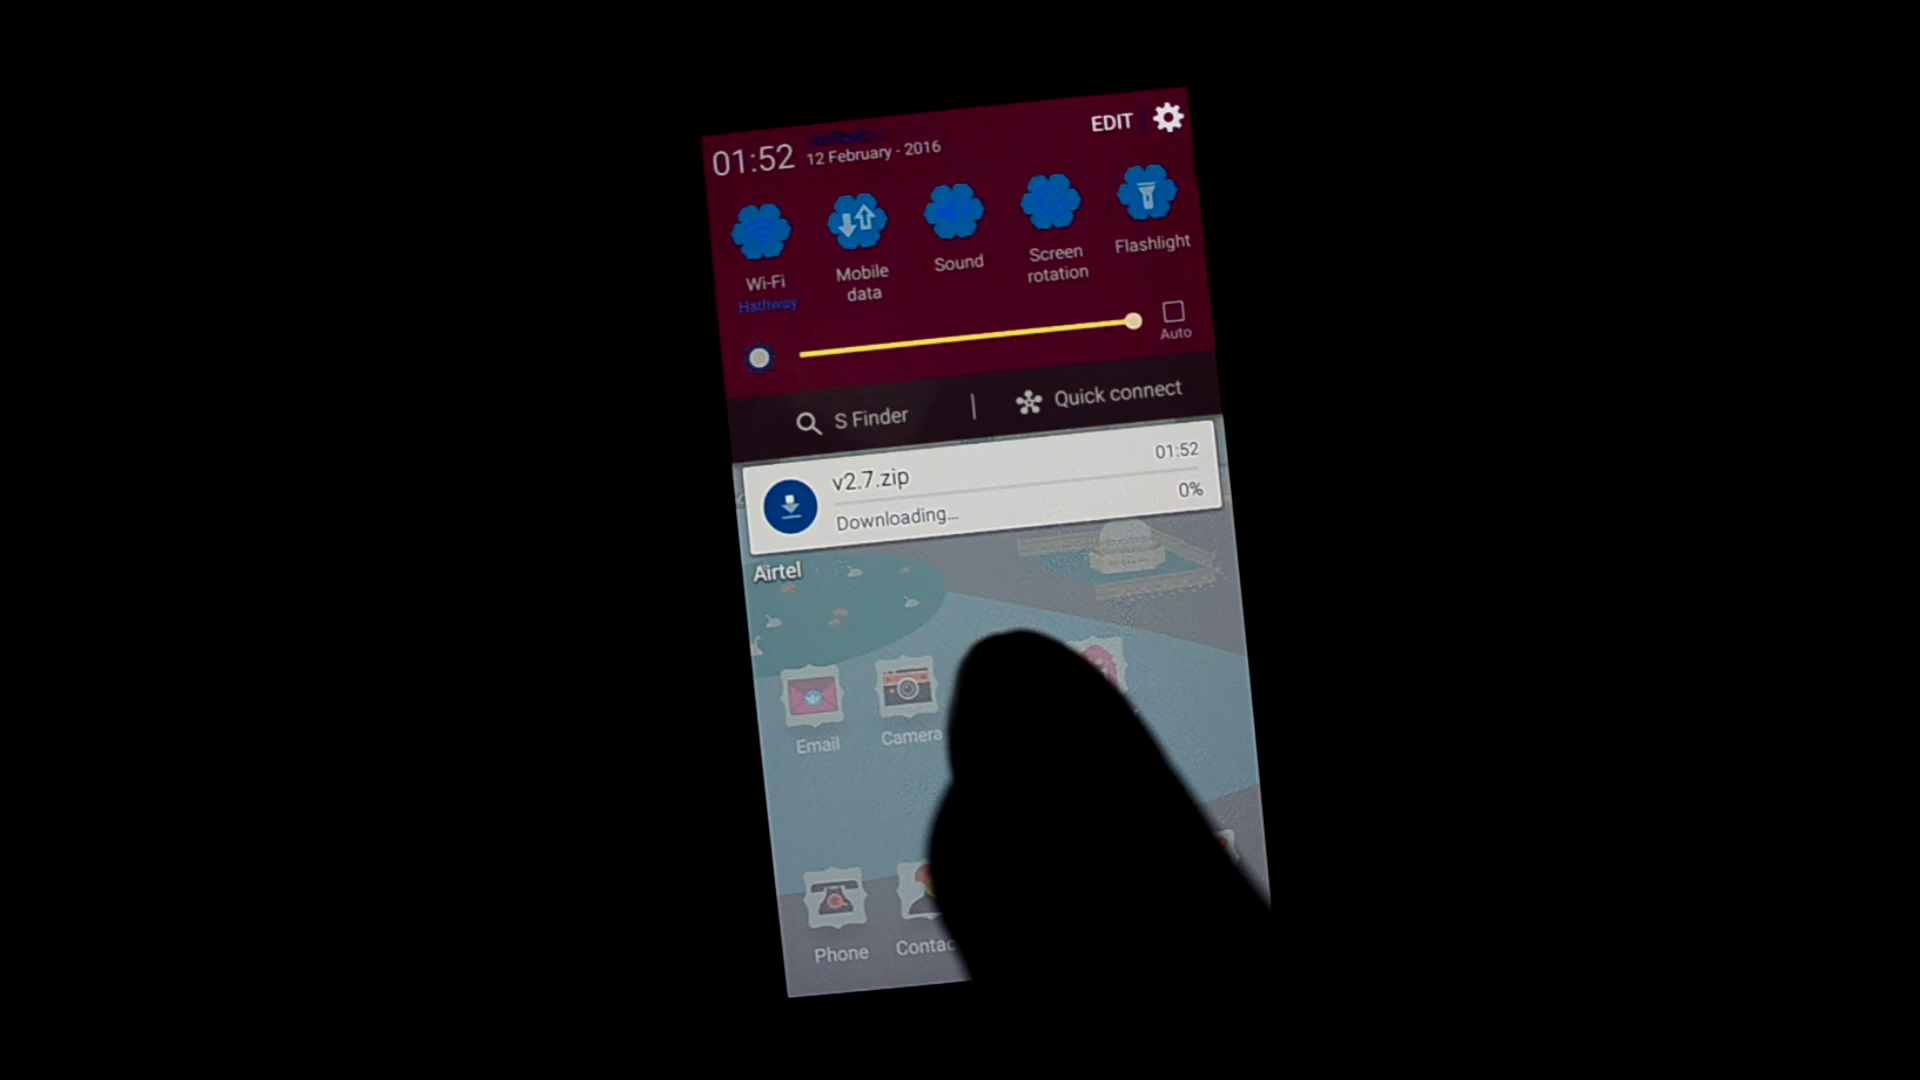 EDIT
01:52
12 February - 2016
Wi-Fi
Hathway
Mobile
data
Sound
Screen
rotation
Flashlight
Auto
S Finder
Quick connect
v2.7.zip
01:52
Downloading...
0%
Airtel
Email
Camera
Phone
Contac